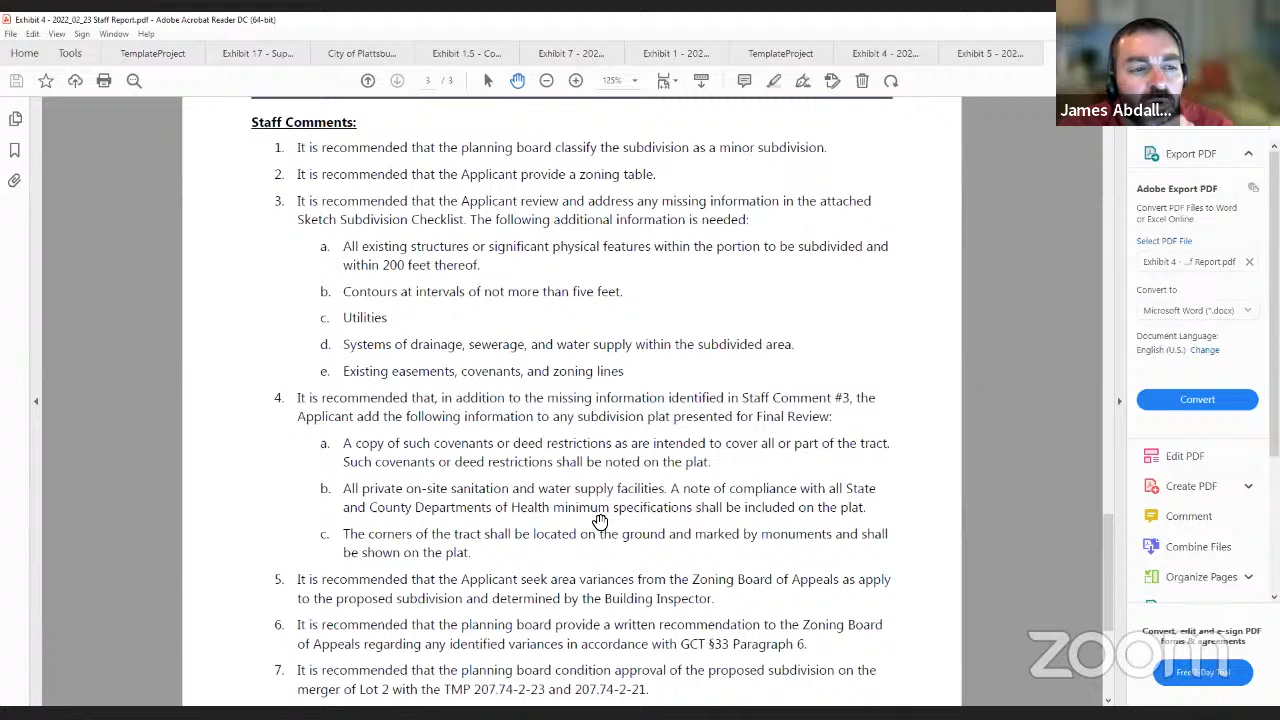 Exhibit 4 - 2022_02_23 Staff Report.pdf - Adobe Acrobat Reader DC (64-bit)
File Edit View Sign Window Help
Home Tools TemplateProject Exhibit 17 - Sup... City of Plattsbu... Exhibit 1.5 - Co... Exhibit 7 - 202... Exhibit 1 - 202... TemplateProject Exhibit 4 - 202... Exhibit 5 - 202...
3 / 3 125%
James Abdall...
Staff Comments:
1. It is recommended that the planning board classify the subdivision as a minor subdivision.
2. It is recommended that the Applicant provide a zoning table.
3. It is recommended that the Applicant review and address any missing information in the attached
Sketch Subdivision Checklist. The following additional information is needed:
a. All existing structures or significant physical features within the portion to be subdivided and
within 200 feet thereof.
b. Contours at intervals of not more than five feet.
c. Utilities
d. Systems of drainage, sewerage, and water supply within the subdivided area.
e. Existing easements, covenants, and zoning lines
4. It is recommended that, in addition to the missing information identified in Staff Comment #3, the
Applicant add the following information to any subdivision plat presented for Final Review:
a. A copy of such covenants or deed restrictions as are intended to cover all or part of the tract.
Such covenants or deed restrictions shall be noted on the plat.
b. All private on-site sanitation and water supply facilities. A note of compliance with all State
and County Departments of Health minimum specifications shall be included on the plat.
c. The corners of the tract shall be located on the ground and marked by monuments and shall
be shown on the plat.
5. It is recommended that the Applicant seek area variances from the Zoning Board of Appeals as apply
to the proposed subdivision and determined by the Building Inspector.
6. It is recommended that the planning board provide a written recommendation to the Zoning Board
of Appeals regarding any identified variances in accordance with GCT §33 Paragraph 6.
7. It is recommended that the planning board condition approval of the proposed subdivision on the
merger of Lot 2 with the TMP 207.74-2-23 and 207.74-2-21.
Export PDF
Adobe Export PDF
Convert PDF Files to Word
or Excel Online
Select PDF File
Exhibit 4 - ...f Report.pdf
Convert to
Microsoft Word (*.docx)
Document Language:
English (U.S.) Change
Convert
Edit PDF
Create PDF
Comment
Combine Files
Organize Pages
Convert, edit and e-sign PDF
forms & agreements
Free 7-Day Trial
zoom